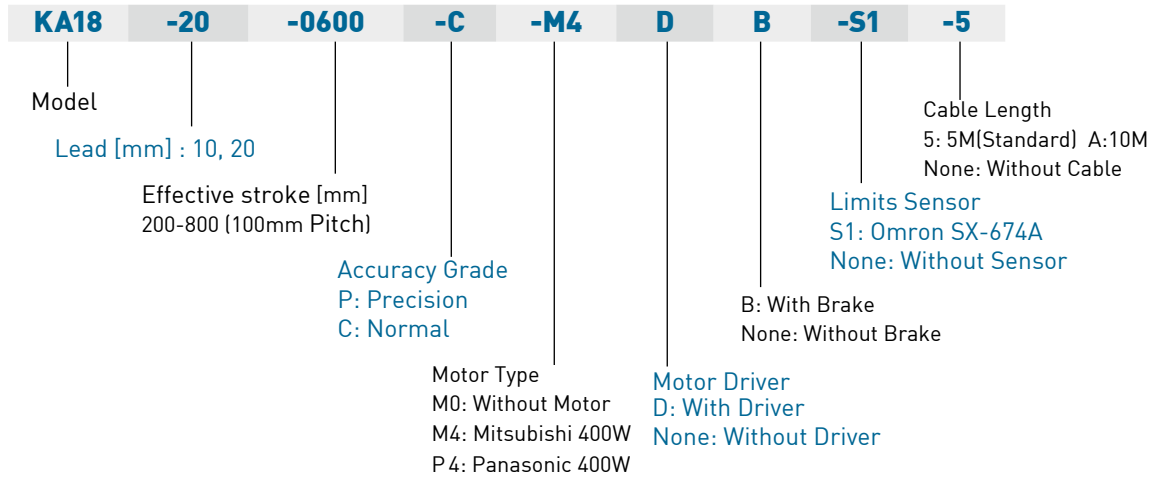 KA18 -20 -0600 -C -M4 D B -S1 -5
Model
Lead [mm] : 10, 20
Effective stroke [mm]
200-800 (100mm Pitch)
Accuracy Grade
P: Precision
C: Normal
Motor Type
M0: Without Motor
M4: Mitsubishi 400W
P4: Panasonic 400W
Motor Driver
D: With Driver
None: Without Driver
B: With Brake
None: Without Brake
Limits Sensor
S1: Omron SX-674A
None: Without Sensor
Cable Length
5: 5M(Standard) A:10M
None: Without Cable